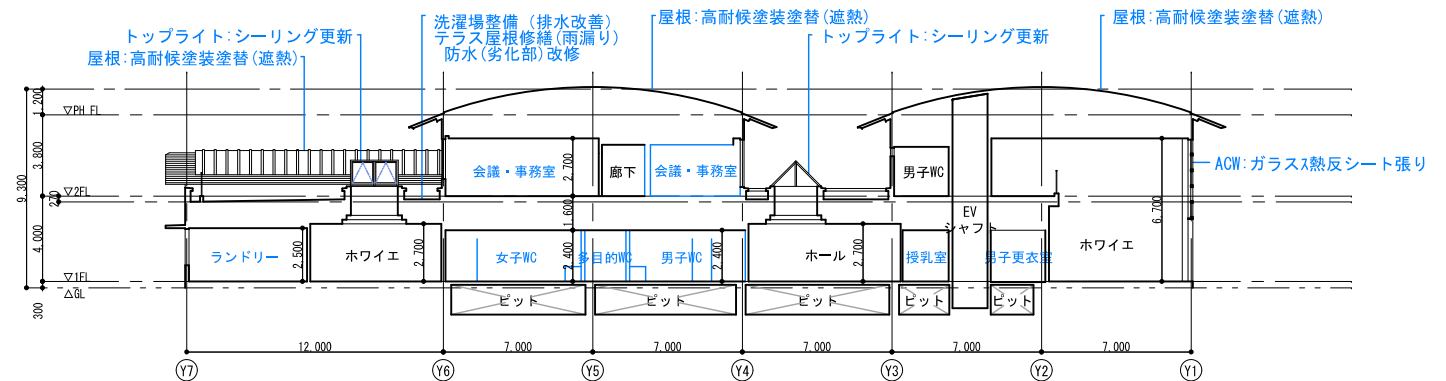 洗濯場整備（排水改善）
テラス屋根修繕(雨漏り)
防水(劣化部)改修
屋根:高耐候塗装塗替(遮熱)
屋根:高耐候塗装塗替(遮熱)
トップライト:シーリング更新
トップライト:シーリング更新
屋根:高耐候塗装塗替(遮熱)
1,200
▽PH FL
3,800
9,300
270
▽2FL
4,000
▽1FL
△GL
300
会議・事務室
2,700
廊下
会議・事務室
男子WC
ACW:ガラスス熱反シート張り
1,600
6,700
EV
シャフト
ランドリー
2,500
ホワイエ
2,700
女子WC
2,400
多目的WC
男子WC
2,400
ホール
2,700
授乳室
男子更衣室
ホワイエ
ピット
ピット
ピット
ピット
ピット
12,000
7,000
7,000
7,000
7,000
7,000
Y7
Y6
Y5
Y4
Y3
Y2
Y1